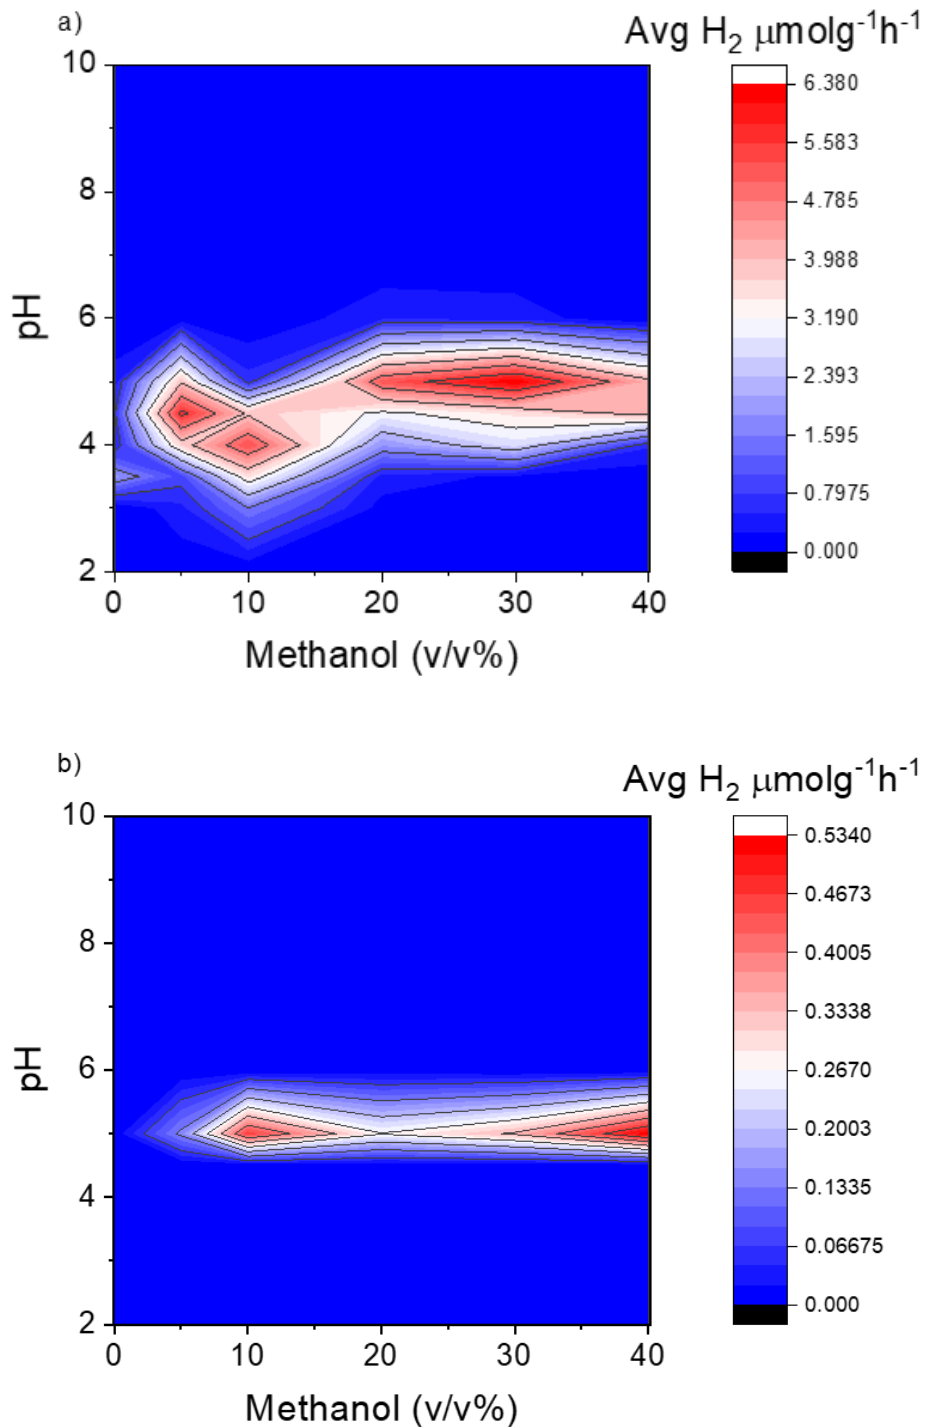 a)
Avg H₂ μmolg⁻¹h⁻¹
10
8
6
4
2
pH
0 10 20 30 40
Methanol (v/v%)
6.380
5.583
4.785
3.988
3.190
2.393
1.595
0.7975
0.000
b)
Avg H₂ μmolg⁻¹h⁻¹
10
8
6
4
2
pH
0 10 20 30 40
Methanol (v/v%)
0.5340
0.4673
0.4005
0.3338
0.2670
0.2003
0.1335
0.06675
0.000